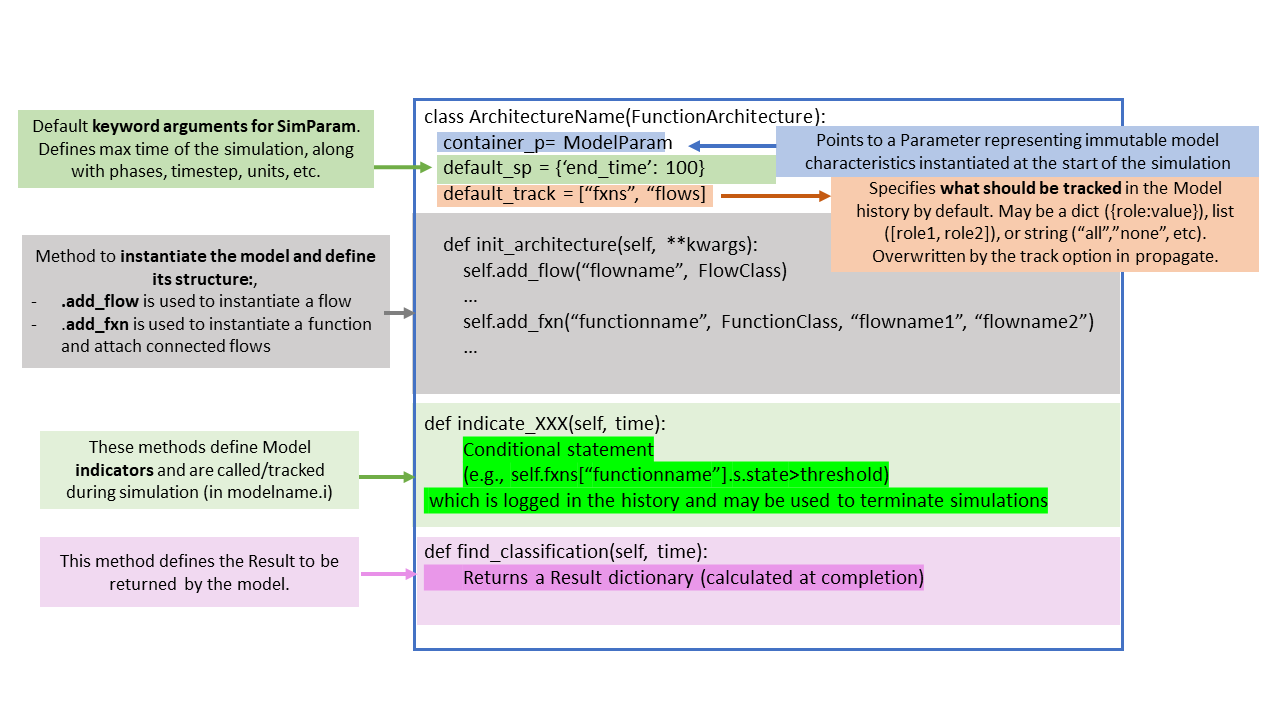 class ArchitectureName(FunctionArchitecture):
container_p= ModelParam
default_sp = {‘end_time’: 100}
default_track = [“fxns”, “flows]
Default keyword arguments for SimParam.
Defines max time of the simulation, along
with phases, timestep, units, etc.
Points to a Parameter representing immutable model
characteristics instantiated at the start of the simulation
Specifies what should be tracked in the Model
history by default. May be a dict ({role:value}), list
([role1, role2]), or string (“all”,”none”, etc).
Overwritten by the track option in propagate.
Method to instantiate the model and define
its structure:,
- .add_flow is used to instantiate a flow
- .add_fxn is used to instantiate a function
and attach connected flows
def init_architecture(self, **kwargs):
self.add_flow(“flowname”, FlowClass)
…
self.add_fxn(“functionname”, FunctionClass, “flowname1”, “flowname2”)
…
These methods define Model
indicators and are called/tracked
during simulation (in modelname.i)
def indicate_XXX(self, time):
Conditional statement
(e.g., self.fxns[“functionname”].s.state>threshold)
which is logged in the history and may be used to terminate simulations
This method defines the Result to be
returned by the model.
def find_classification(self, time):
Returns a Result dictionary (calculated at completion)